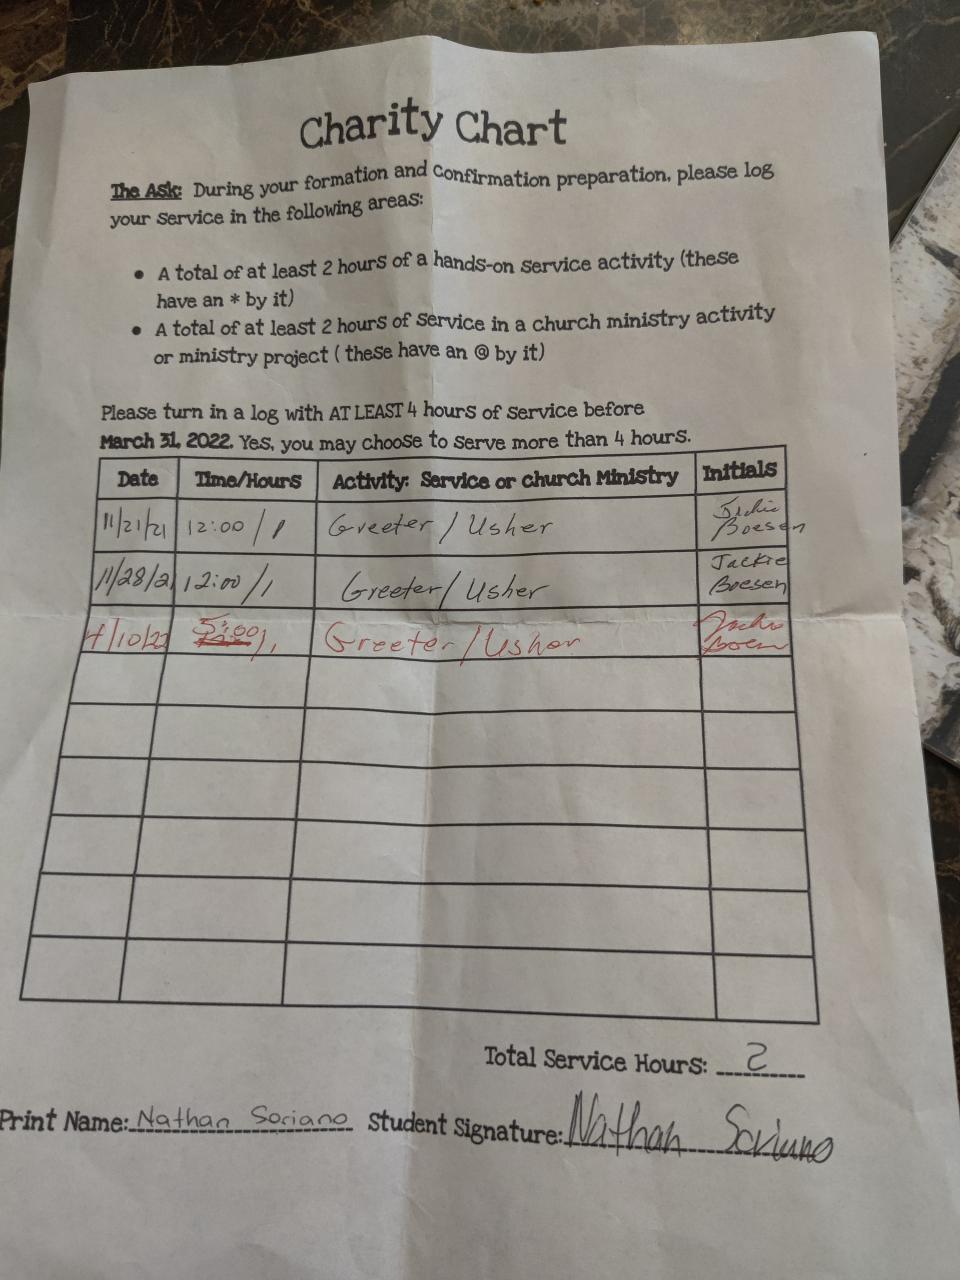 Charity Chart
The Ask: During your formation and Confirmation preparation, please log
your service in the following areas:
• A total of at least 2 hours of a hands-on service activity (these
have an * by it)
• A total of at least 2 hours of service in a church ministry activity
or ministry project ( these have an @ by it)
Please turn in a log with AT LEAST 4 hours of service before
March 31, 2022. Yes, you may choose to serve more than 4 hours.
Date Time/Hours Activity: Service or church Ministry Initials
11/21/21 12:00 / 1 Greeter / Usher Jackie Boesen
11/28/21 12:00 / 1 Greeter / Usher Jackie Boesen
4/10/22 5:00 / 1 Greeter / Usher Jackie Boesen
Total Service Hours: 2
Print Name: Nathan Soriano Student Signature: Nathan Soriano